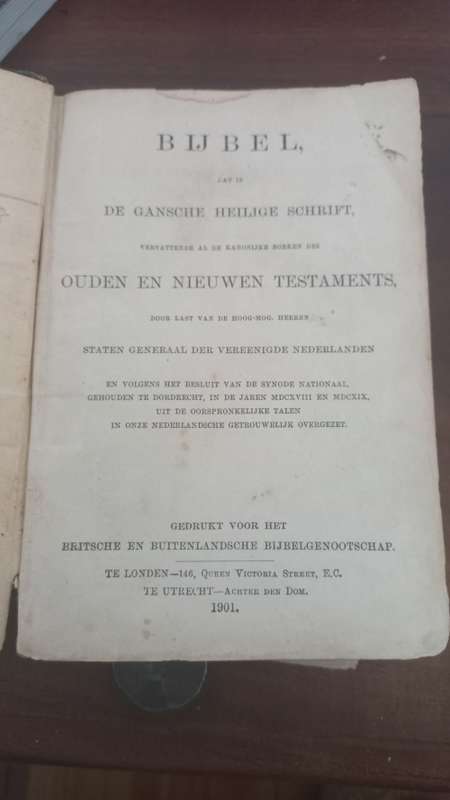 BIJBEL,
DAT IS
DE GANSCHE HEILIGE SCHRIFT,
VERVATTENDE AL DE KANONIJKE BOEKEN DES
OUDEN EN NIEUWEN TESTAMENTS,
DOOR LAST VAN DE HOOG-MOG. HEEREN
STATEN GENERAAL DER VEREENIGDE NEDERLANDEN
EN VOLGENS HET BESLUIT VAN DE SYNODE NATIONAAL,
GEHOUDEN TE DORDRECHT, IN DE JAREN MDCXVIII EN MDCXIX,
UIT DE OORSPRONKELIJKE TALEN
IN ONZE NEDERLANDSCHE GETROUWELIJK OVERGEZET.
GEDRUKT VOOR HET
BRITSCHE EN BUITENLANDSCHE BIJBELGENOOTSCHAP.
TE LONDEN—146, QUEEN VICTORIA STREET, E.C.
TE UTRECHT—ACHTER DEN DOM.
1901.